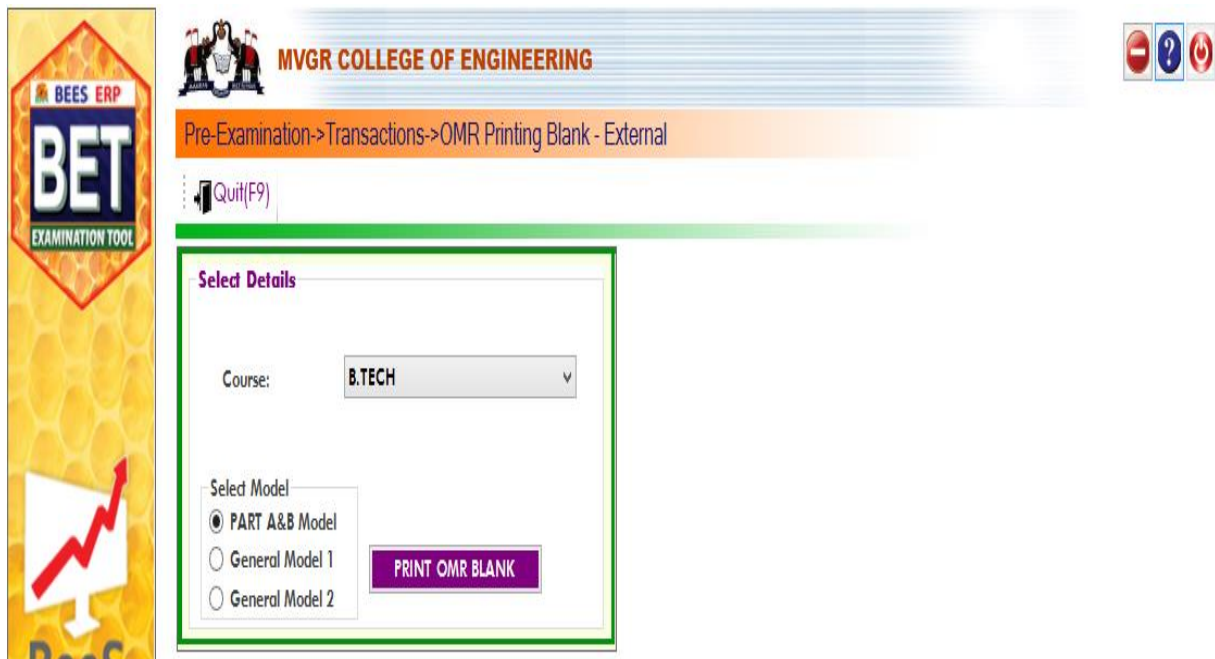 BEES ERP
BET
EXAMINATION TOOL
MVGR COLLEGE OF ENGINEERING
Pre-Examination->Transactions->OMR Printing Blank - External
Quit(F9)
Select Details
Course: B.TECH
Select Model
PART A&B Model
General Model 1
PRINT OMR BLANK
General Model 2